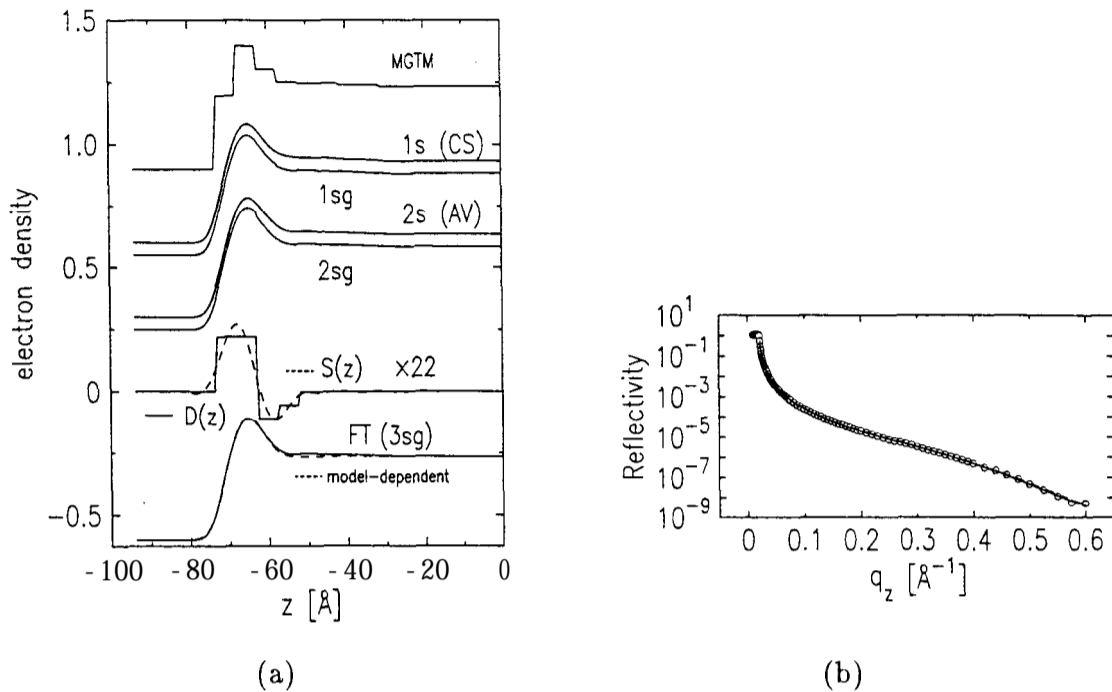 1.5
1.0
0.5
0
-0.5
electron density
MGTM
1s (CS)
1sg
2s (AV)
2sg
S(z) ×22
D(z)
FT (3sg)
model-dependent
-100 -80 -60 -40 -20 0
z [Å]
(a)
10^1
10^-1
10^-3
10^-5
10^-7
10^-9
Reflectivity
0 0.1 0.2 0.3 0.4 0.5 0.6
q_z [Å^-1]
(b)